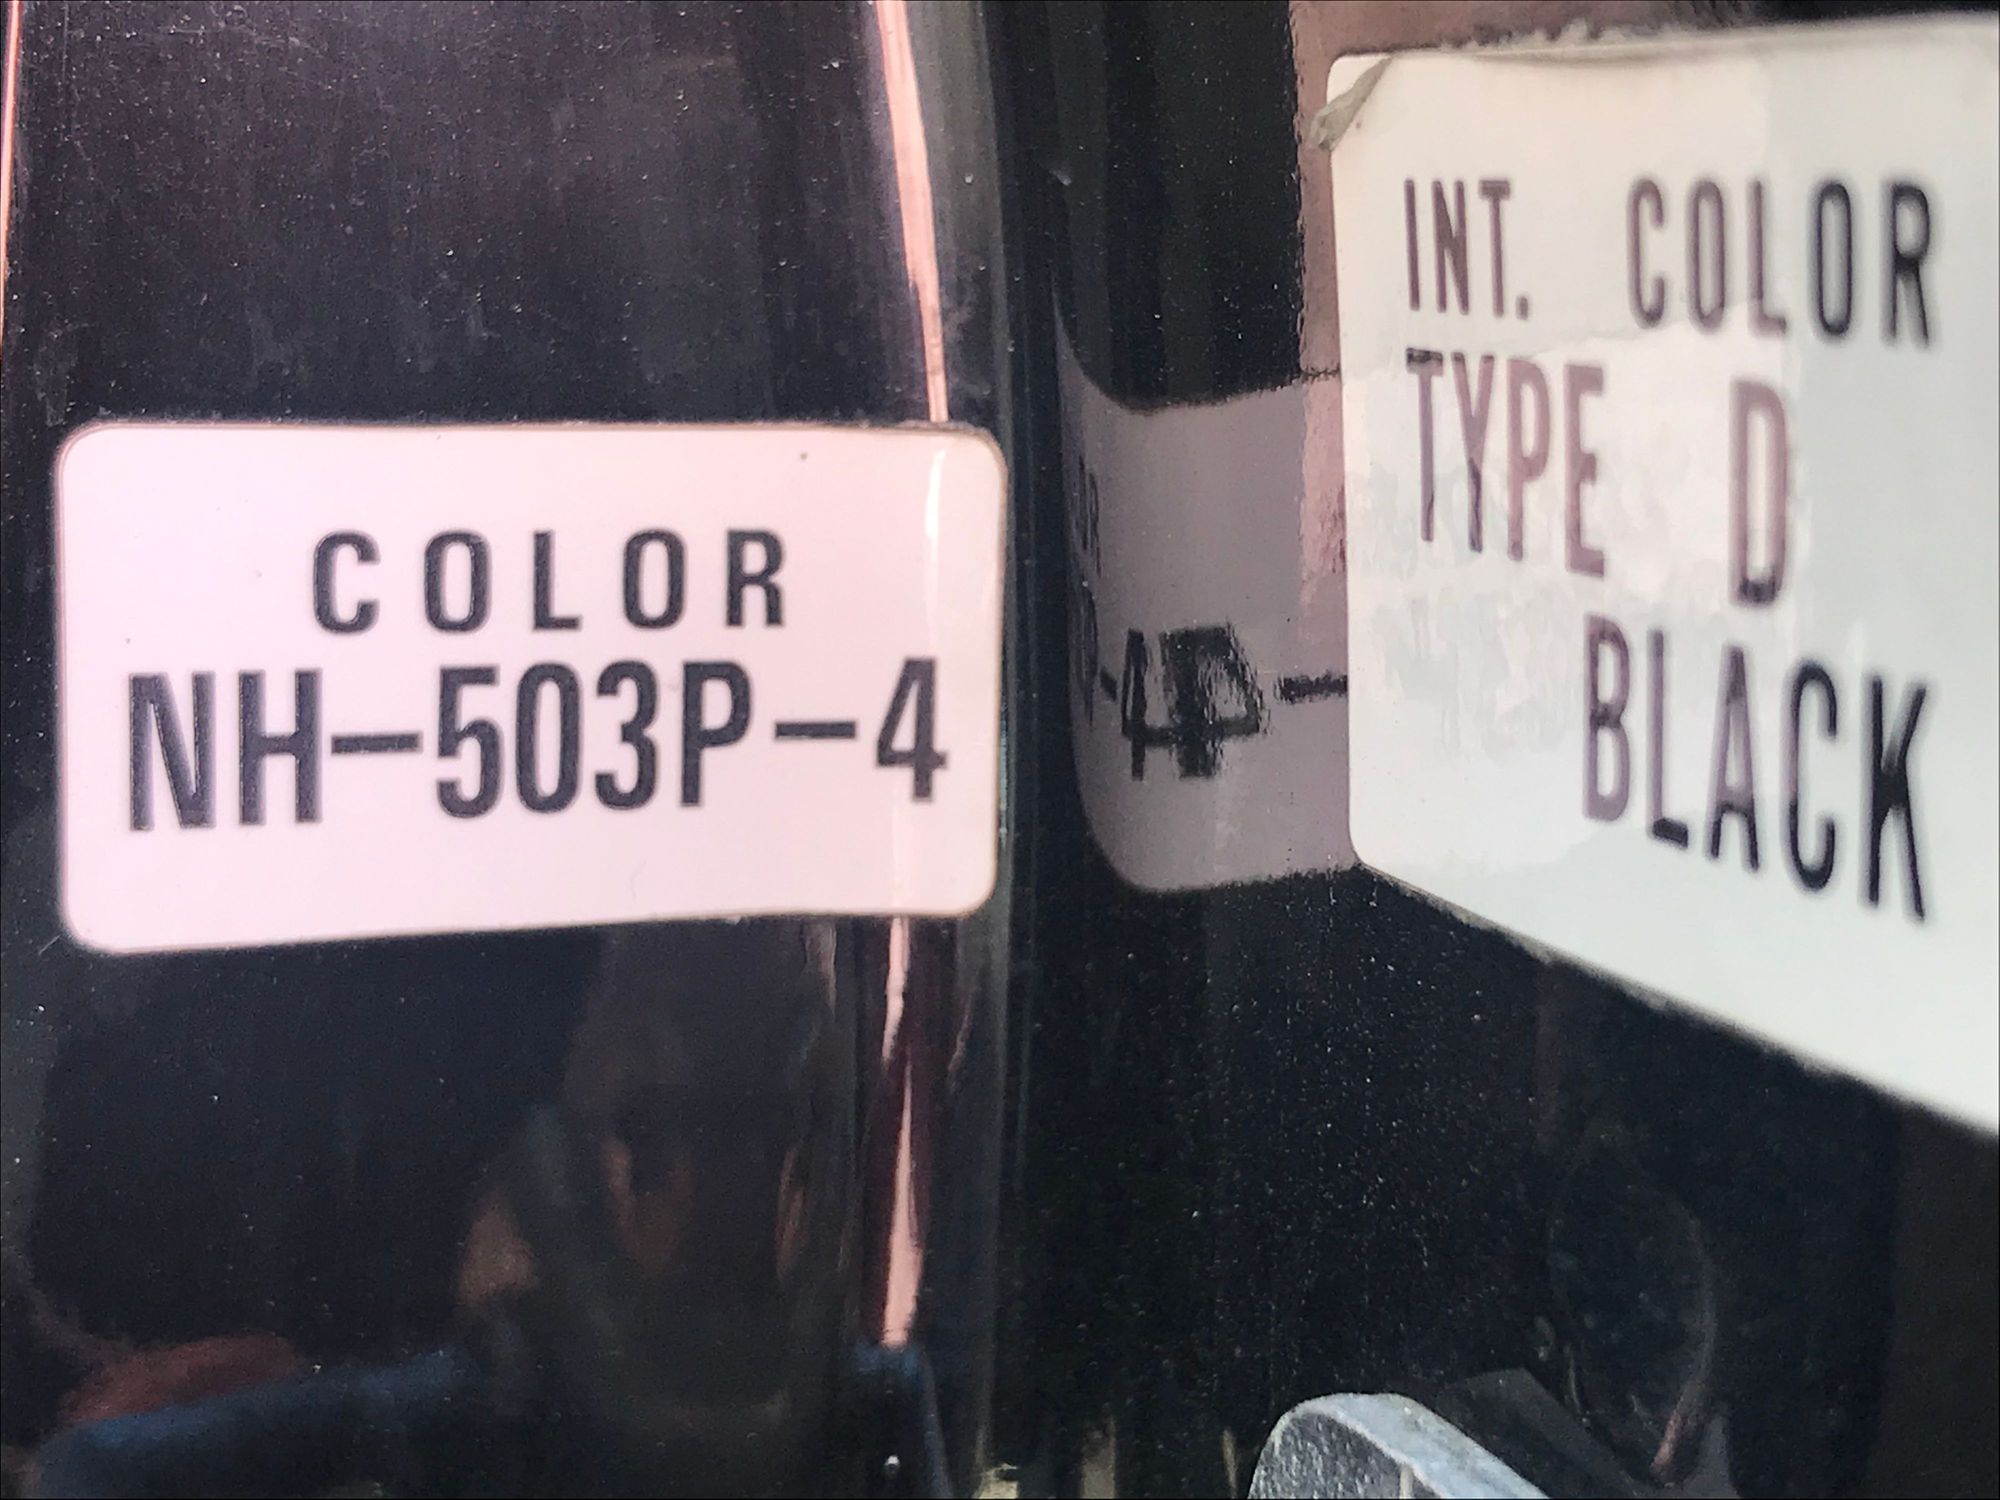 COLOR
NH-503P-4
INT. COLOR
TYPE D
BLACK